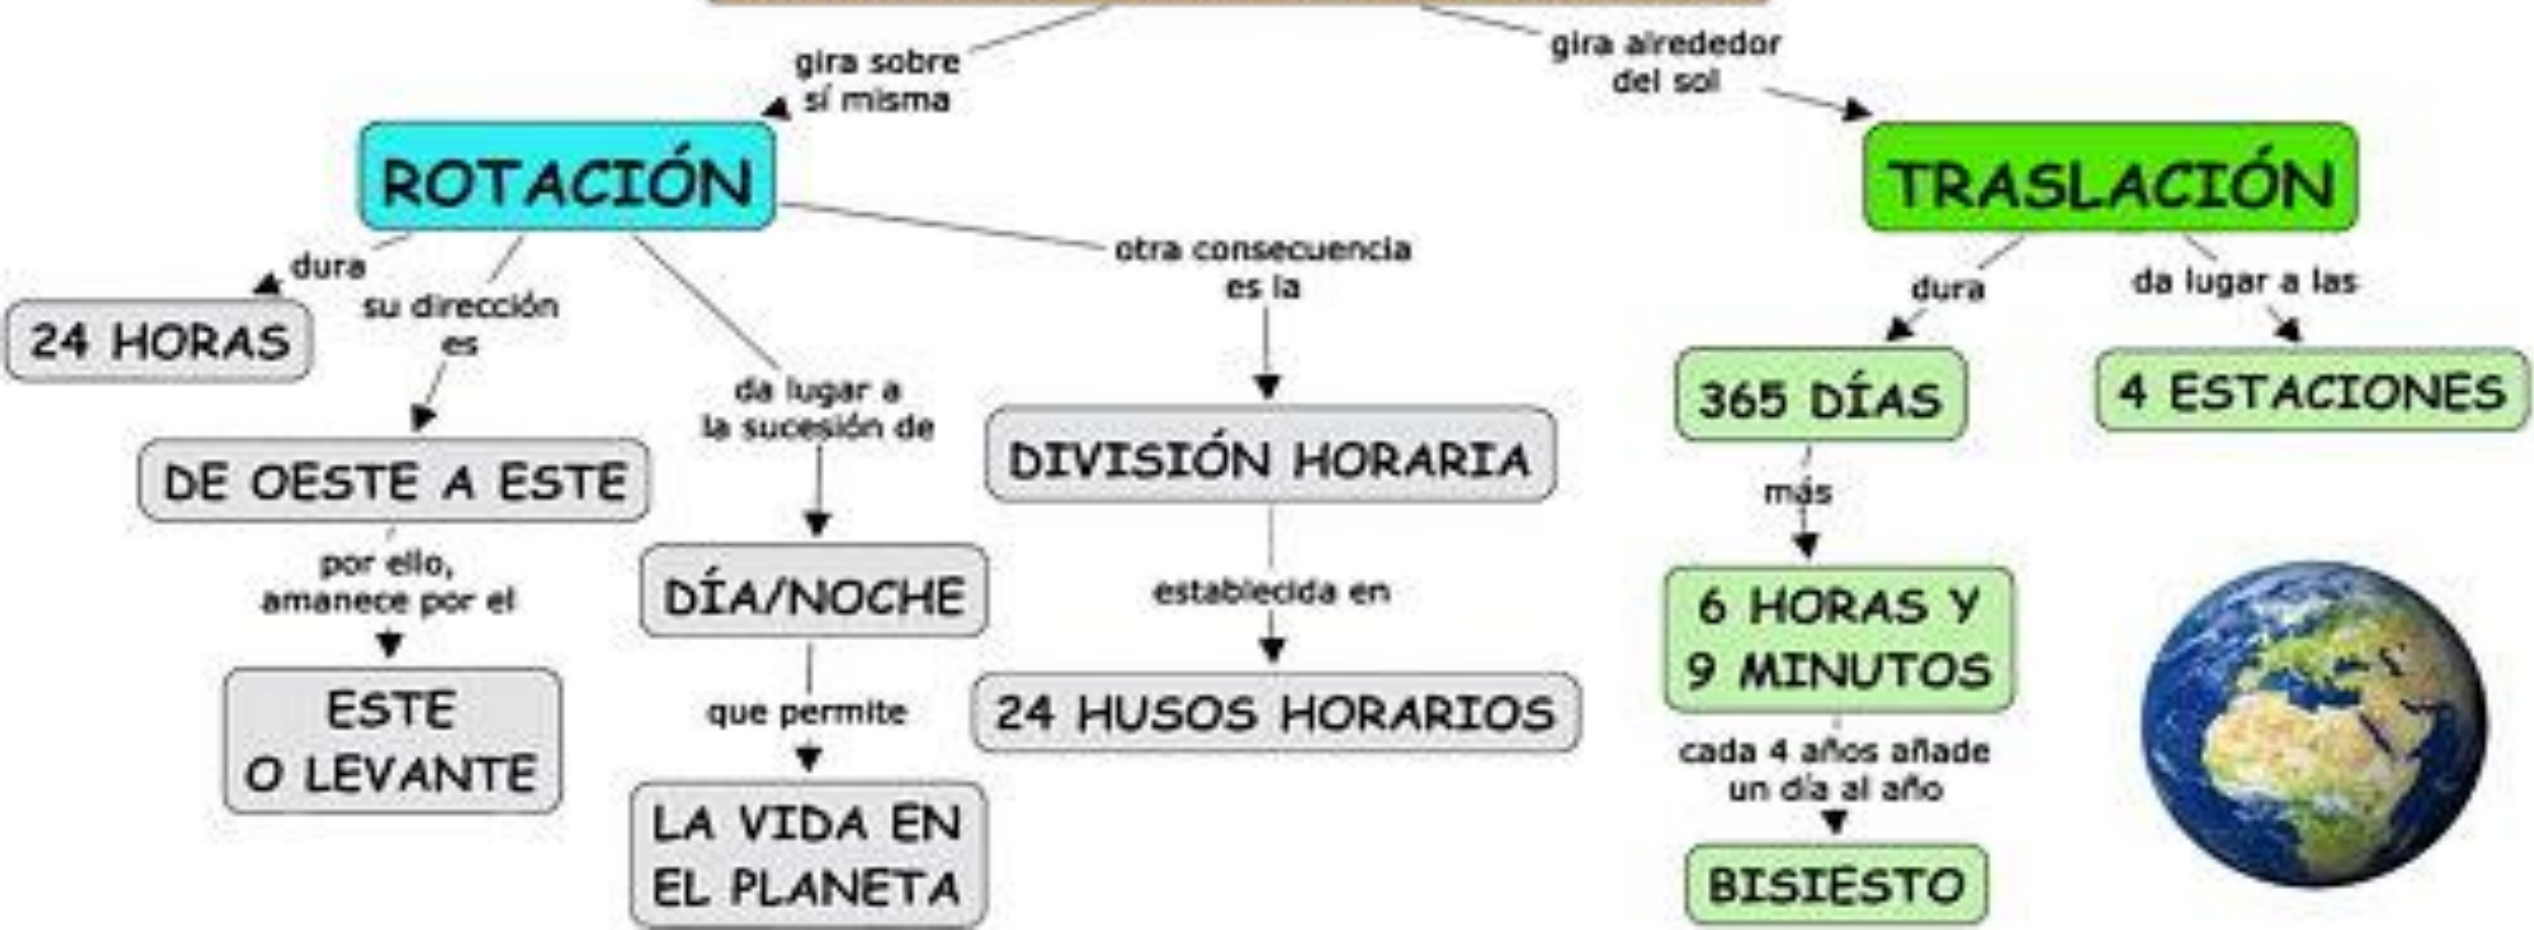 gira sobre
sí misma
gira alrededor
del sol
ROTACIÓN
TRASLACIÓN
dura
24 HORAS
su dirección
es
DE OESTE A ESTE
por ello,
amanece por el
ESTE
O LEVANTE
da lugar a
la sucesión de
DÍA/NOCHE
que permite
LA VIDA EN
EL PLANETA
otra consecuencia
es la
DIVISIÓN HORARIA
establecida en
24 HUSOS HORARIOS
dura
365 DÍAS
más
6 HORAS Y
9 MINUTOS
cada 4 años añade
un día al año
BISIESTO
da lugar a las
4 ESTACIONES